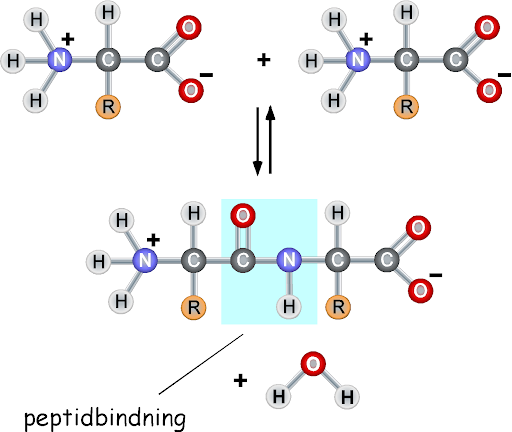 H H
H + H +
H N C C O H N C C O
+
H R O − H R O −
H H O H O
H N + C C N C C
H R H R O −
+ O
H H
peptidbindning